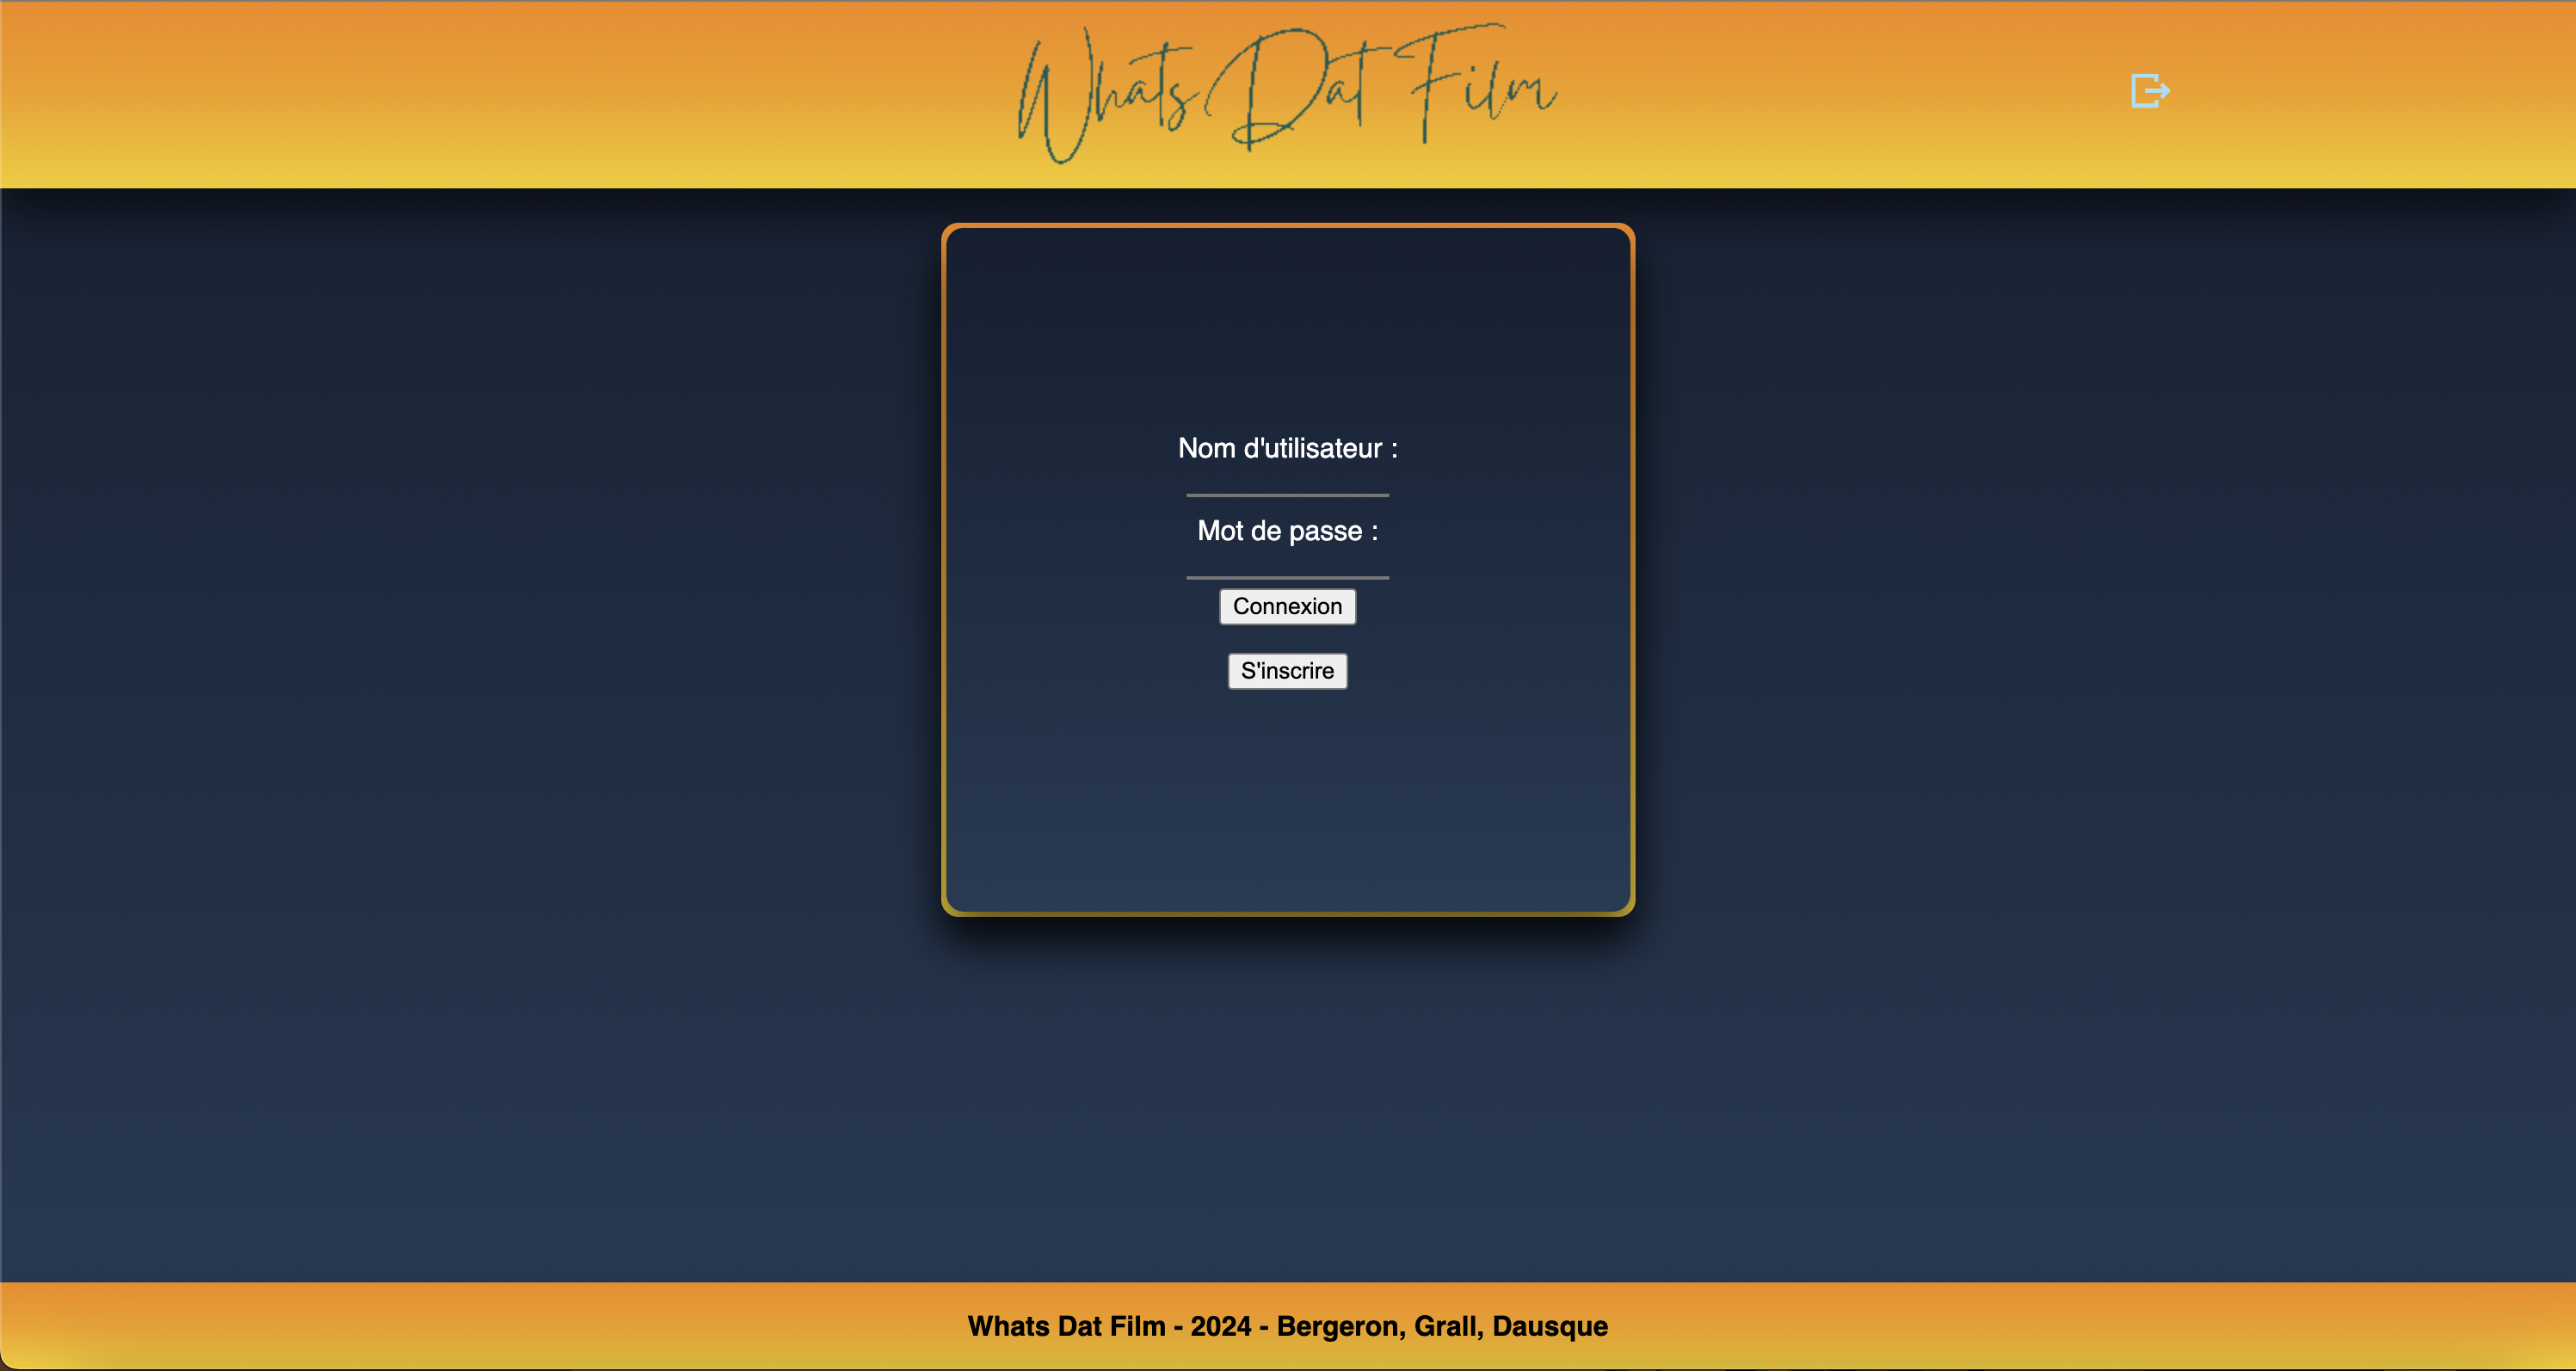 Whats Dat Film
Nom d'utilisateur :
Mot de passe :
Connexion
S'inscrire
Whats Dat Film - 2024 - Bergeron, Grall, Dausque